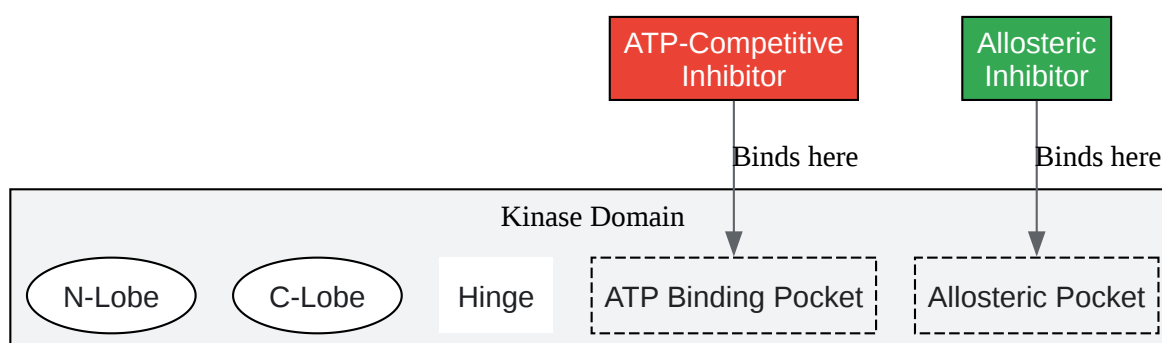 ATP-Competitive
Inhibitor
Allosteric
Inhibitor
Binds here
Binds here
Kinase Domain
N-Lobe
C-Lobe
Hinge
ATP Binding Pocket
Allosteric Pocket